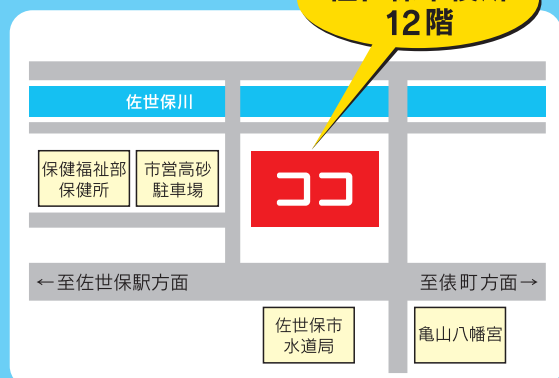 12階
佐世保川
保健福祉部
保健所
市営高砂
駐車場
ココ
←至佐世保駅方面
至俵町方面→
佐世保市
水道局
亀山八幡宮